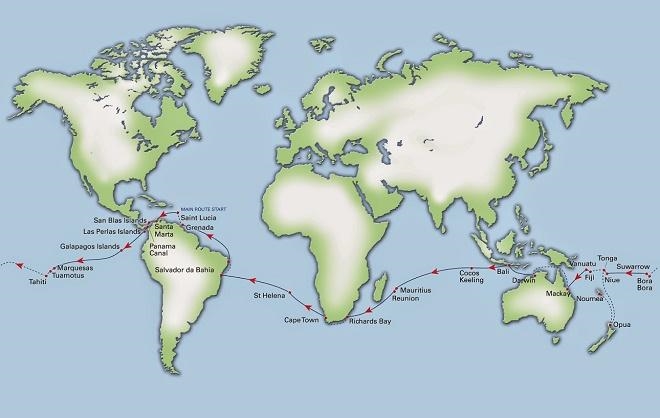 MAIN ROUTE START
San Blas Islands
Saint Lucia
Las Perlas Islands
Santa
Marta
Grenada
Galapagos Islands
Panama
Canal
Marquesas
Tuamotus
Tahiti
Salvador da Bahia
St Helena
Cape Town
Richards Bay
Mauritius
Reunion
Cocos
Keeling
Bali
Darwin
Mackay
Vanuatu
Tonga
Fiji
Niue
Suwarrow
Bora
Bora
Noumea
Opua